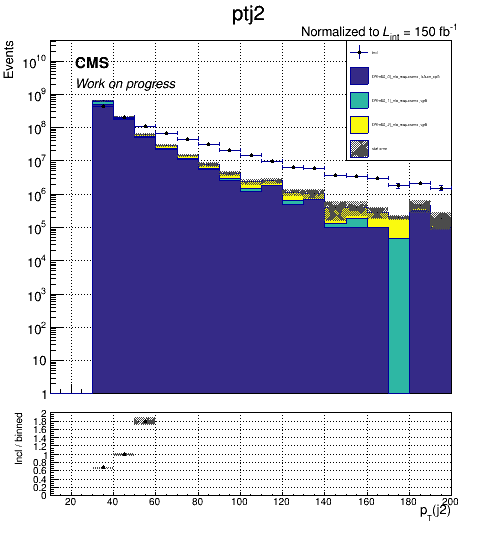 ptj2
Normalized to L_int = 150 fb^-1
Events
CMS
Work on progress
incl
stat error
10^10
10^9
10^8
10^7
10^6
10^5
10^4
10^3
10^2
10
1
Incl / binned
2
1.8
1.6
1.4
1.2
1
0.8
0.6
0.4
0.2
0
20 40 60 80 100 120 140 160 180 200
p_T(j2)